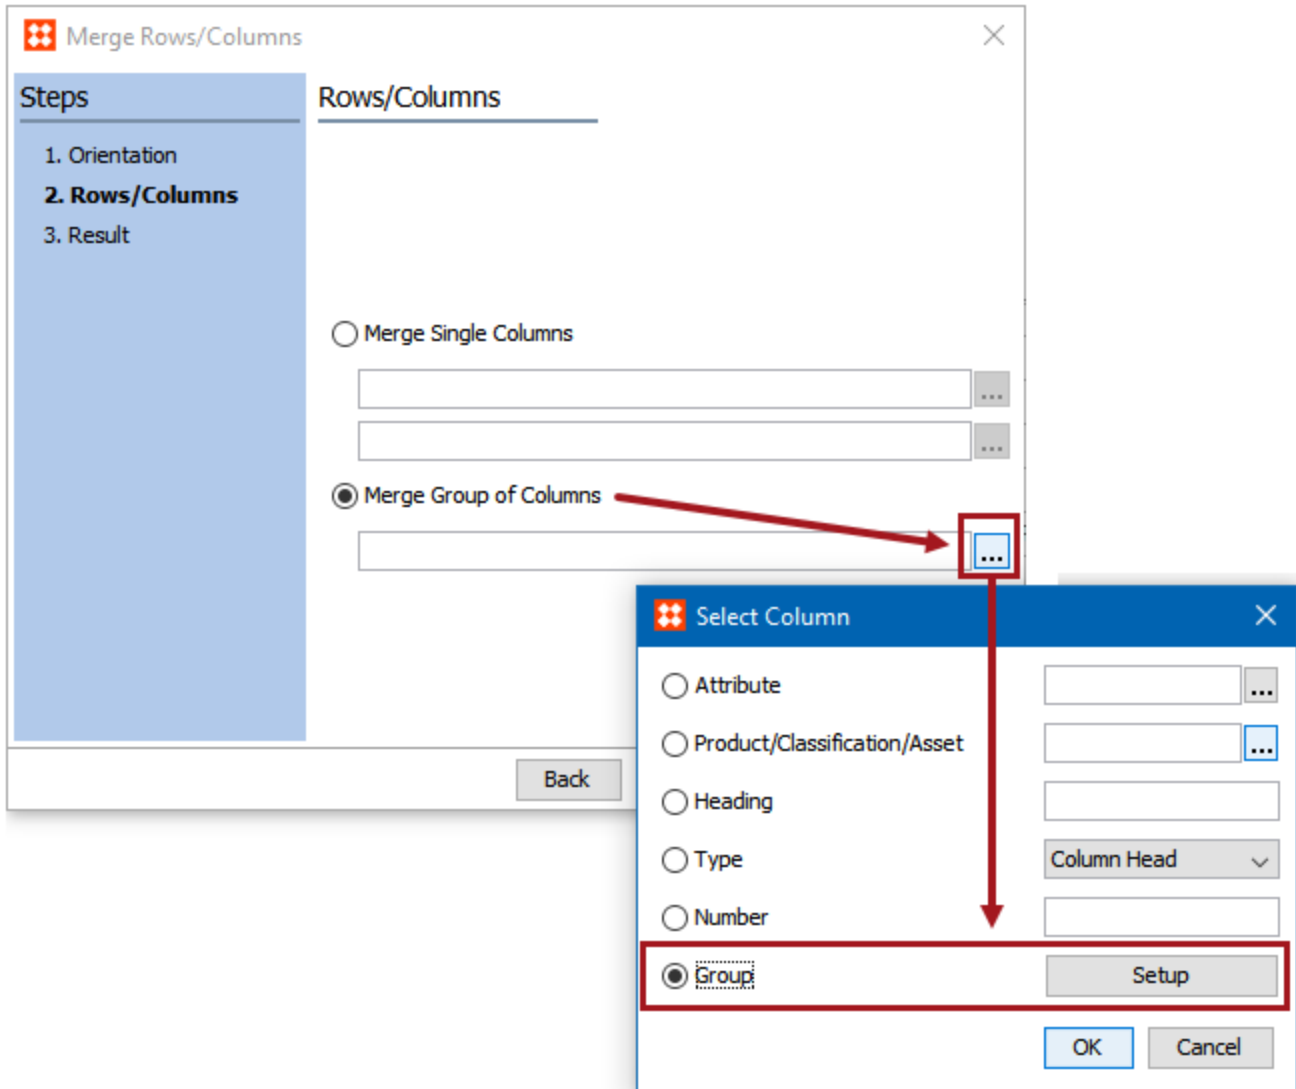 Merge Rows/Columns
Steps
1. Orientation
2. Rows/Columns
3. Result
Rows/Columns
Merge Single Columns
...
...
Merge Group of Columns
...
Back
Select Column
Attribute
...
Product/Classification/Asset
...
Heading
Type
Column Head
Number
Group
Setup
OK
Cancel